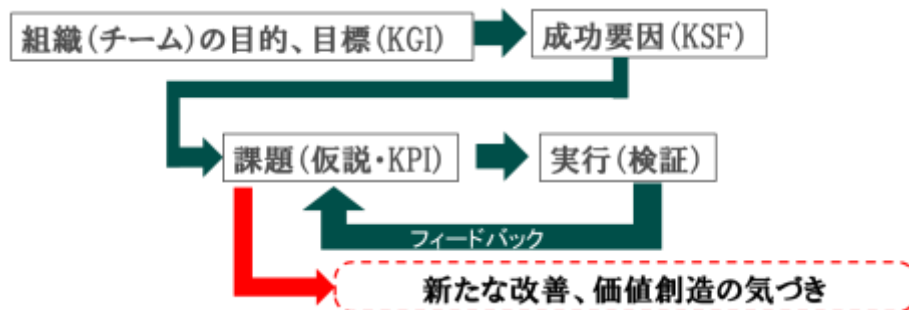 組織(チーム)の目的、目標(KGI)
成功要因(KSF)
課題(仮説・KPI)
実行(検証)
フィードバック
新たな改善、価値創造の気づき